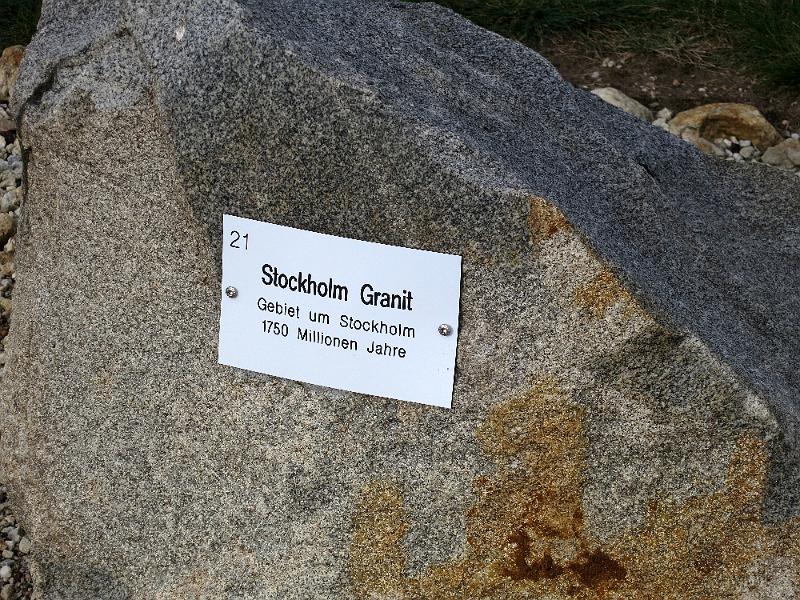 21
Stockholm Granit
Gebiet um Stockholm
1750 Millionen Jahre